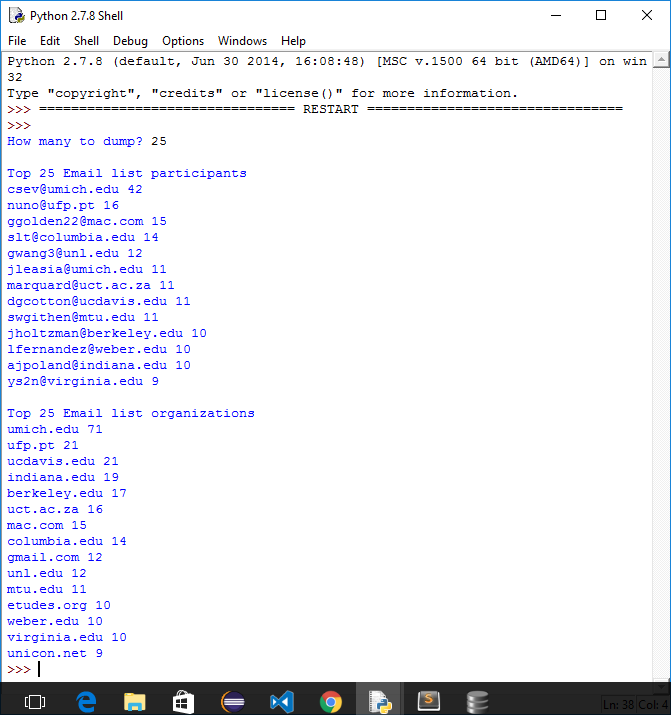 Python 2.7.8 Shell
File Edit Shell Debug Options Windows Help
Python 2.7.8 (default, Jun 30 2014, 16:08:48) [MSC v.1500 64 bit (AMD64)] on win
32
Type "copyright", "credits" or "license()" for more information.
>>> ================================ RESTART ================================
>>>
How many to dump? 25
Top 25 Email list participants
csev@umich.edu 42
nuno@ufp.pt 16
ggolden22@mac.com 15
slt@columbia.edu 14
gwang3@unl.edu 12
jleasia@umich.edu 11
marquard@uct.ac.za 11
dgcotton@ucdavis.edu 11
swgithen@mtu.edu 11
jholtzman@berkeley.edu 10
lfernandez@weber.edu 10
ajpoland@indiana.edu 10
ys2n@virginia.edu 9
Top 25 Email list organizations
umich.edu 71
ufp.pt 21
ucdavis.edu 21
indiana.edu 19
berkeley.edu 17
uct.ac.za 16
mac.com 15
columbia.edu 14
gmail.com 12
unl.edu 12
mtu.edu 11
etudes.org 10
weber.edu 10
virginia.edu 10
unicon.net 9
>>>
Ln: 38 Col: 4